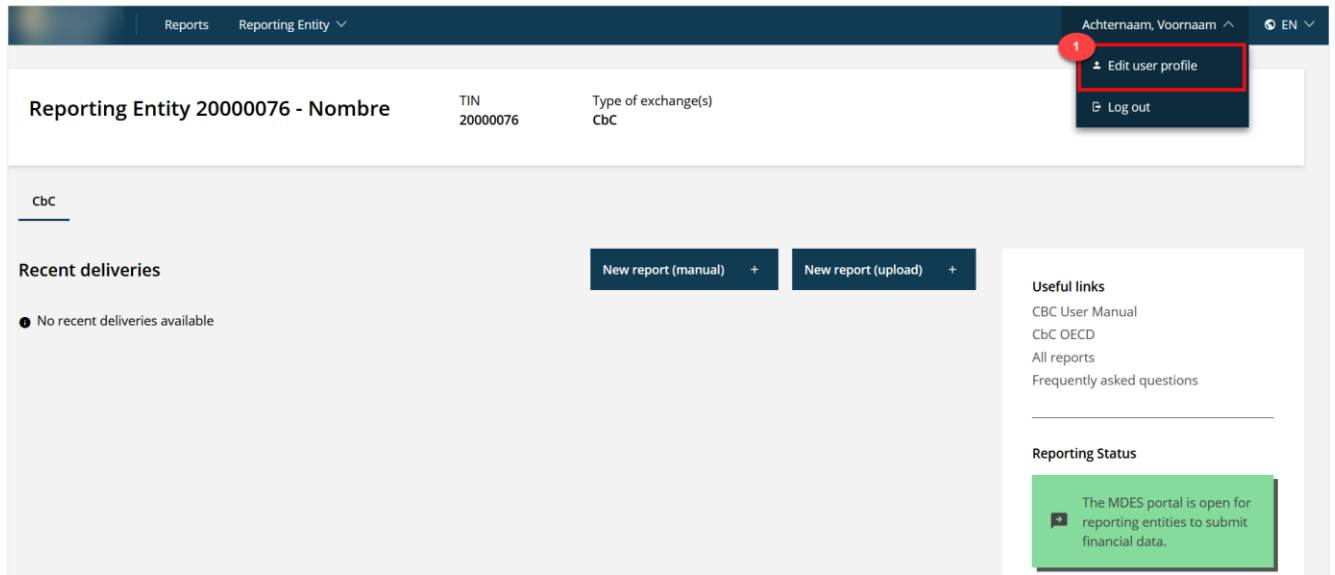 Reports Reporting Entity Achternaam, Voornaam EN
1
Edit user profile
Log out
Reporting Entity 20000076 - Nombre
TIN
20000076
Type of exchange(s)
CbC
CbC
Recent deliveries
New report (manual) +
New report (upload) +
No recent deliveries available
Useful links
CBC User Manual
CbC OECD
All reports
Frequently asked questions
Reporting Status
The MDES portal is open for
reporting entities to submit
financial data.